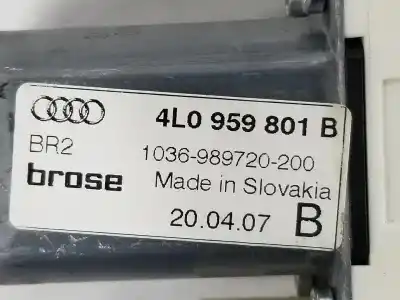 4L0 959 801 B
BR2 1036-989720-200
brose Made in Slovakia
20.04.07 B